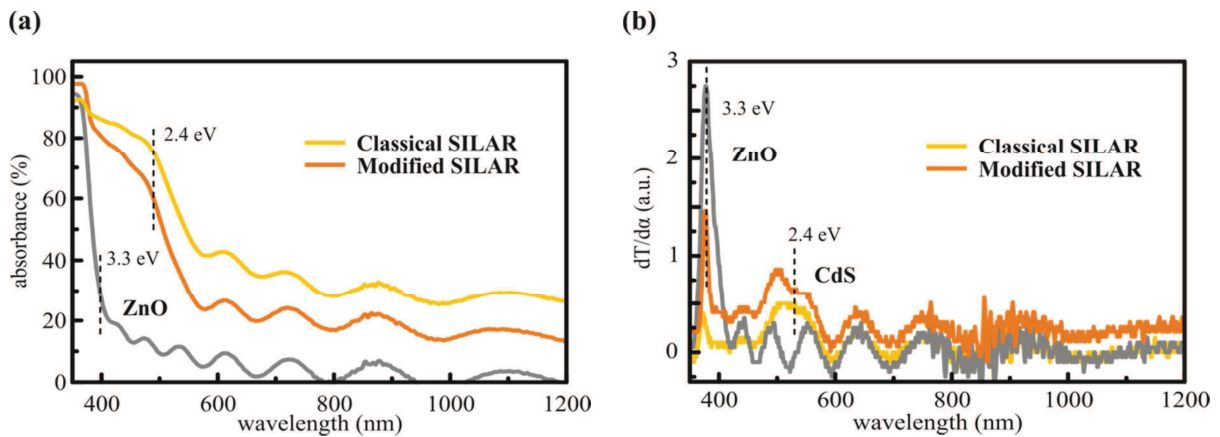 (a)
100
80
60
40
20
0
absorbance (%)
2.4 eV
Classical SILAR
Modified SILAR
3.3 eV
ZnO
400 600 800 1000 1200
wavelength (nm)
(b)
3
2
1
0
dT/dα (a.u.)
3.3 eV
ZnO
Classical SILAR
Modified SILAR
2.4 eV
CdS
400 600 800 1000 1200
wavelength (nm)